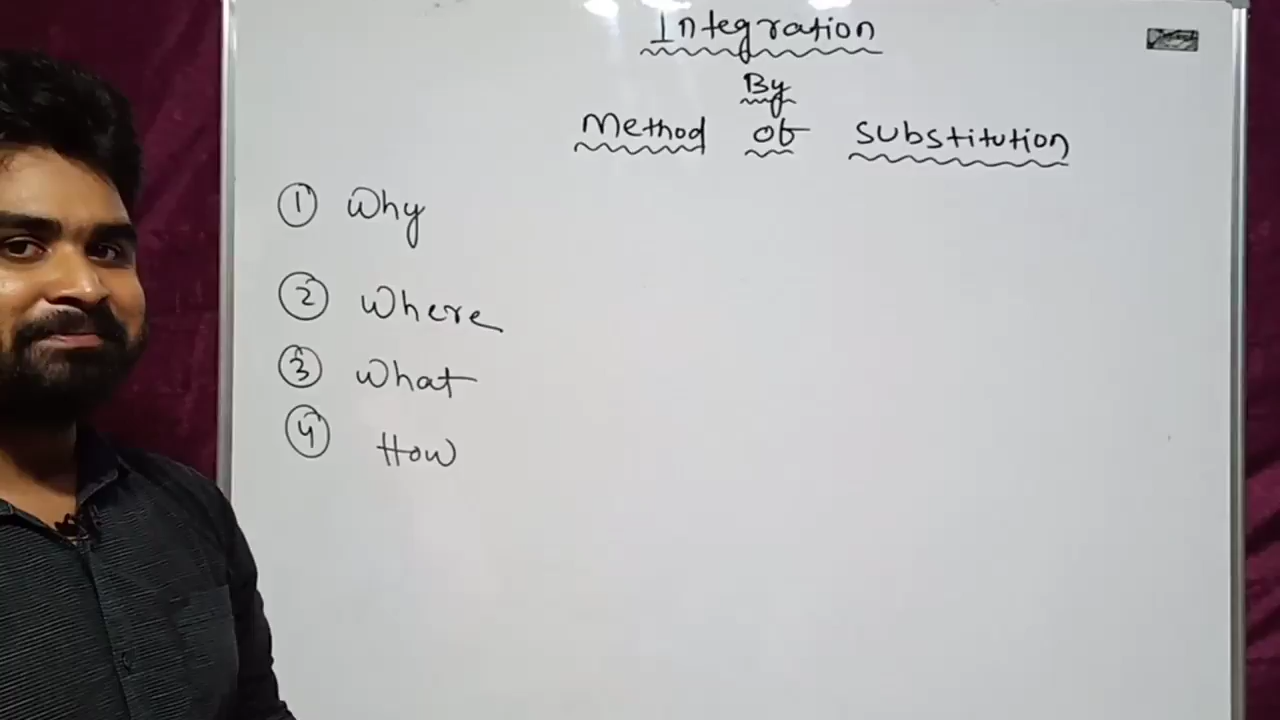 Integration
By
Method of Substitution
① Why
② Where
③ What
④ How